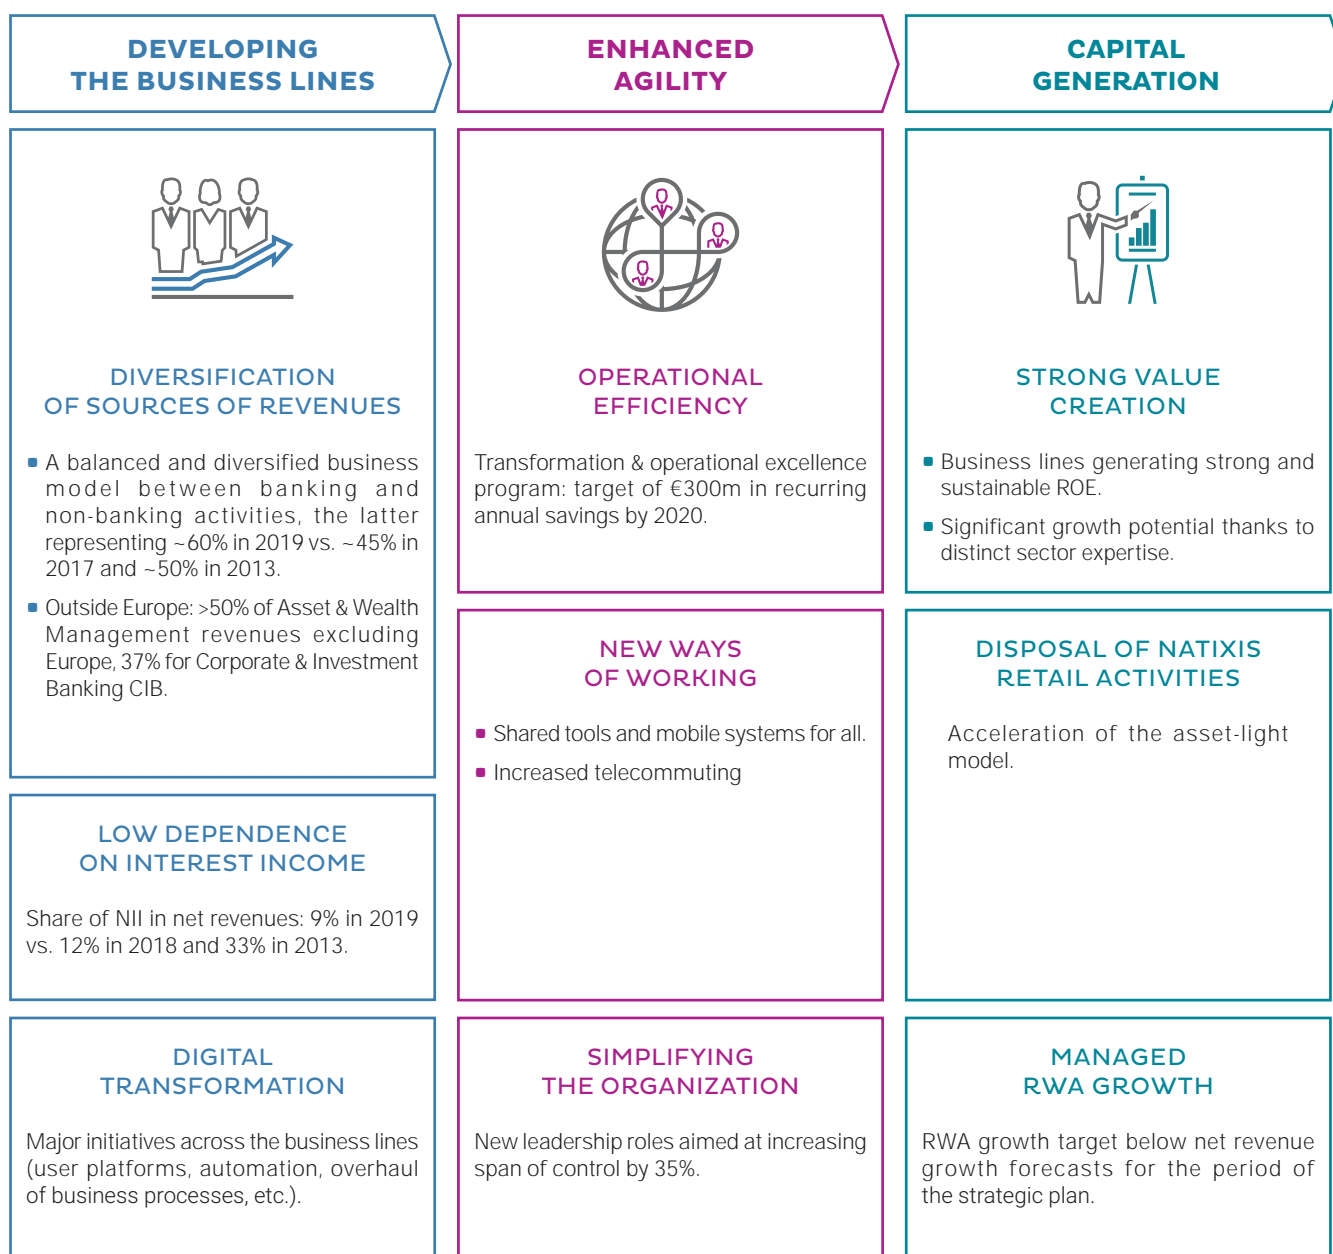 DEVELOPING
THE BUSINESS LINES
DIVERSIFICATION
OF SOURCES OF REVENUES
A balanced and diversified business
model between banking and
non-banking activities, the latter
representing ~60% in 2019 vs. ~45% in
2017 and ~50% in 2013.
Outside Europe: >50% of Asset & Wealth
Management revenues excluding
Europe, 37% for Corporate & Investment
Banking CIB.
LOW DEPENDENCE
ON INTEREST INCOME
Share of NII in net revenues: 9% in 2019
vs. 12% in 2018 and 33% in 2013.
DIGITAL
TRANSFORMATION
Major initiatives across the business lines
(user platforms, automation, overhaul
of business processes, etc.).
ENHANCED
AGILITY
OPERATIONAL
EFFICIENCY
Transformation & operational excellence
program: target of €300m in recurring
annual savings by 2020.
NEW WAYS
OF WORKING
Shared tools and mobile systems for all.
Increased telecommuting
SIMPLIFYING
THE ORGANIZATION
New leadership roles aimed at increasing
span of control by 35%.
CAPITAL
GENERATION
STRONG VALUE
CREATION
Business lines generating strong and
sustainable ROE.
Significant growth potential thanks to
distinct sector expertise.
DISPOSAL OF NATIXIS
RETAIL ACTIVITIES
Acceleration of the asset-light
model.
MANAGED
RWA GROWTH
RWA growth target below net revenue
growth forecasts for the period of
the strategic plan.